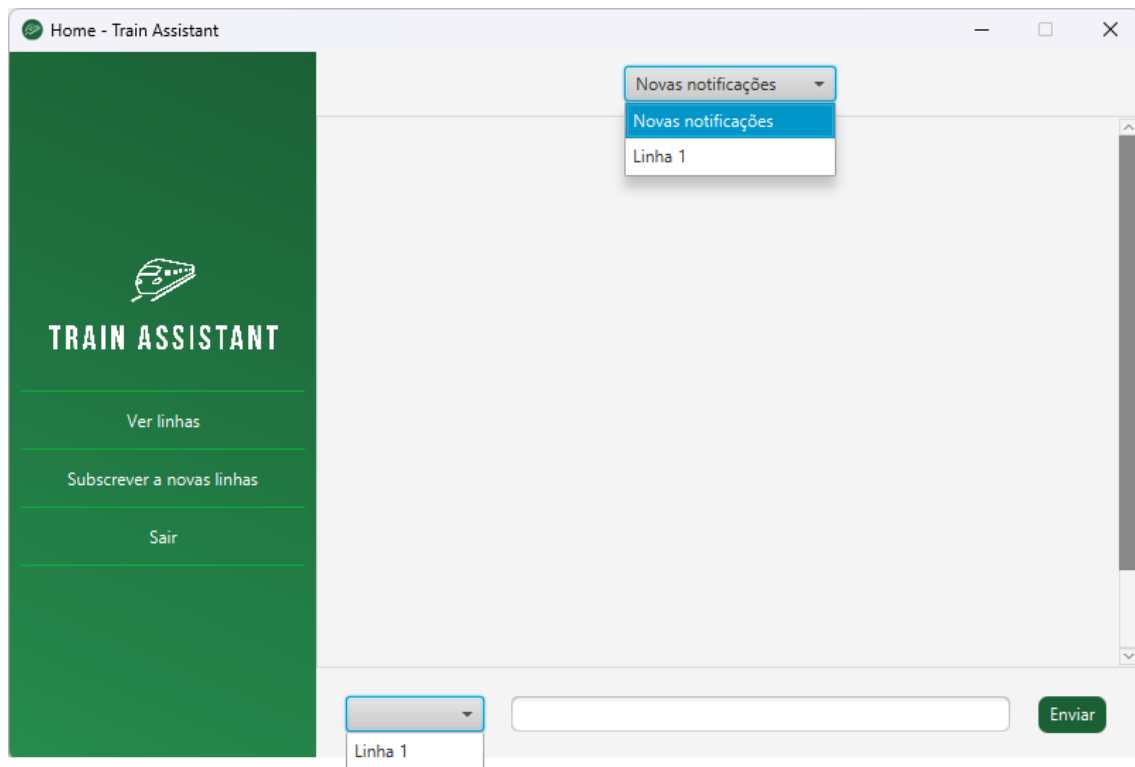 Home - Train Assistant
Novas notificações
Novas notificações
Linha 1
TRAIN ASSISTANT
Ver linhas
Subscrever a novas linhas
Sair
Enviar
Linha 1